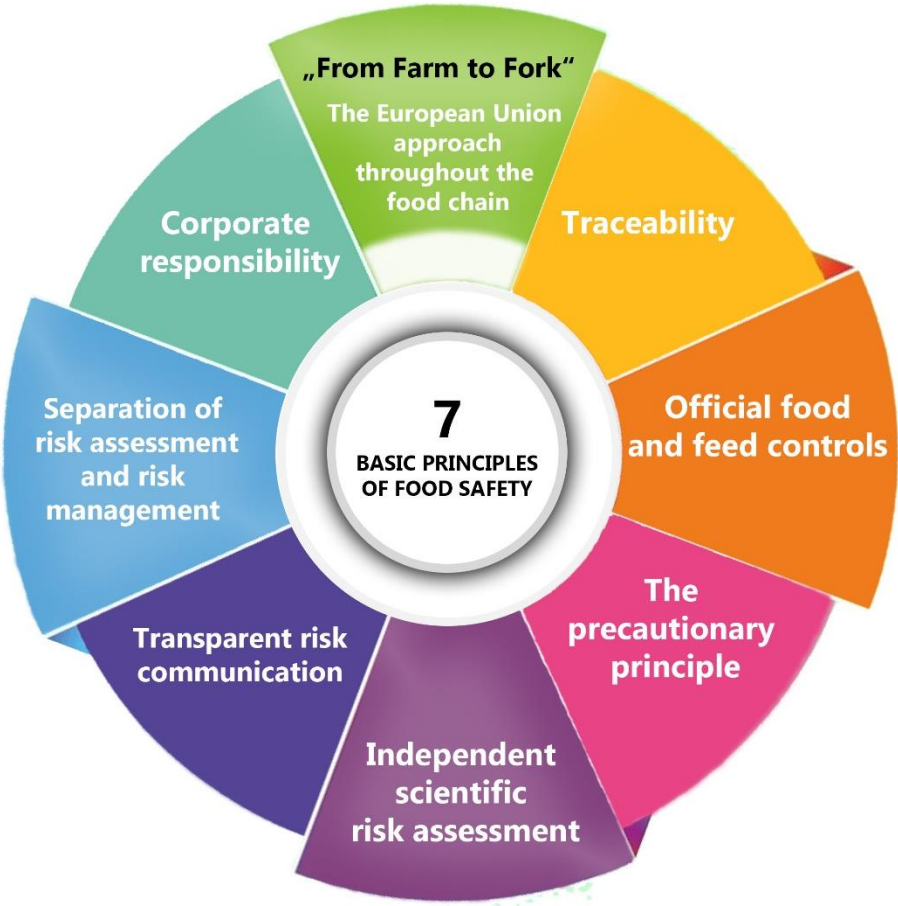 „From Farm to Fork“
The European Union
approach
throughout the
food chain
Traceability
Official food
and feed controls
The
precautionary
principle
Independent
scientific
risk assessment
Transparent risk
communication
Separation of
risk assessment
and risk
management
Corporate
responsibility
7
BASIC PRINCIPLES
OF FOOD SAFETY